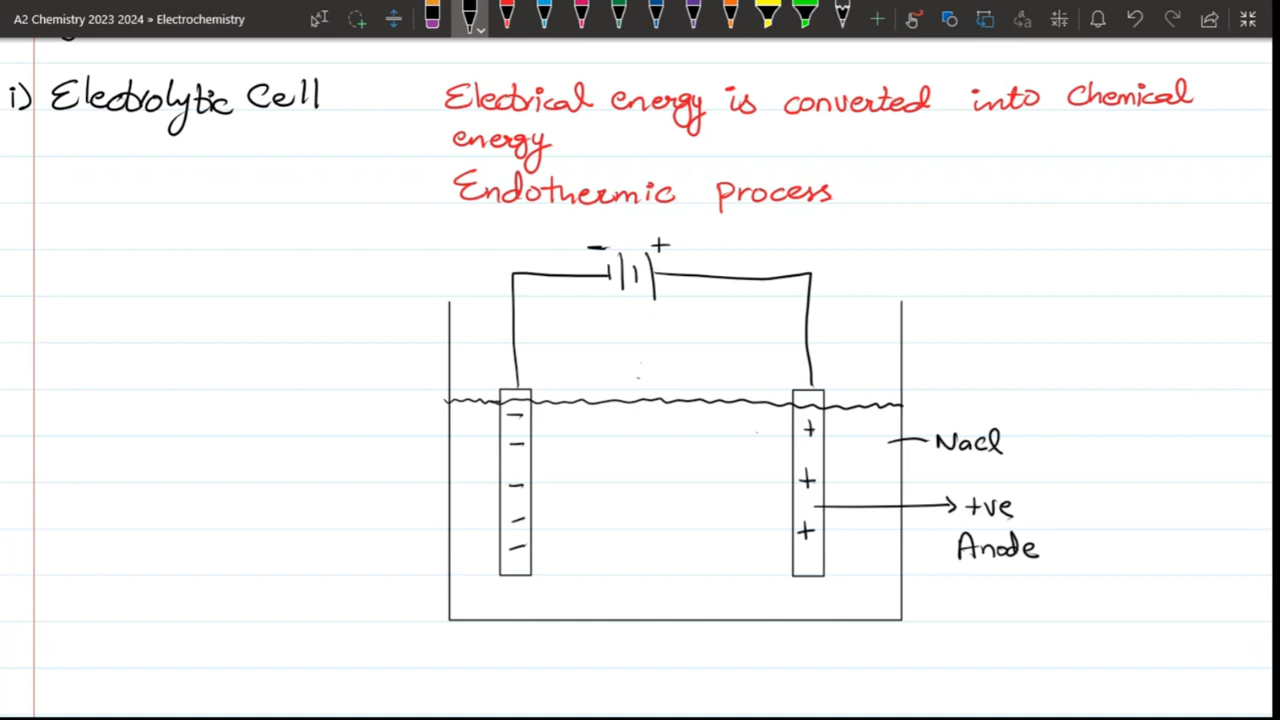 A2 Chemistry 2023 2024 » Electrochemistry
i) Electrolytic Cell
Electrical energy is converted into Chemical
energy
Endothermic process
- +
- +
- +
- +
-
-
NaCl
+ve
Anode